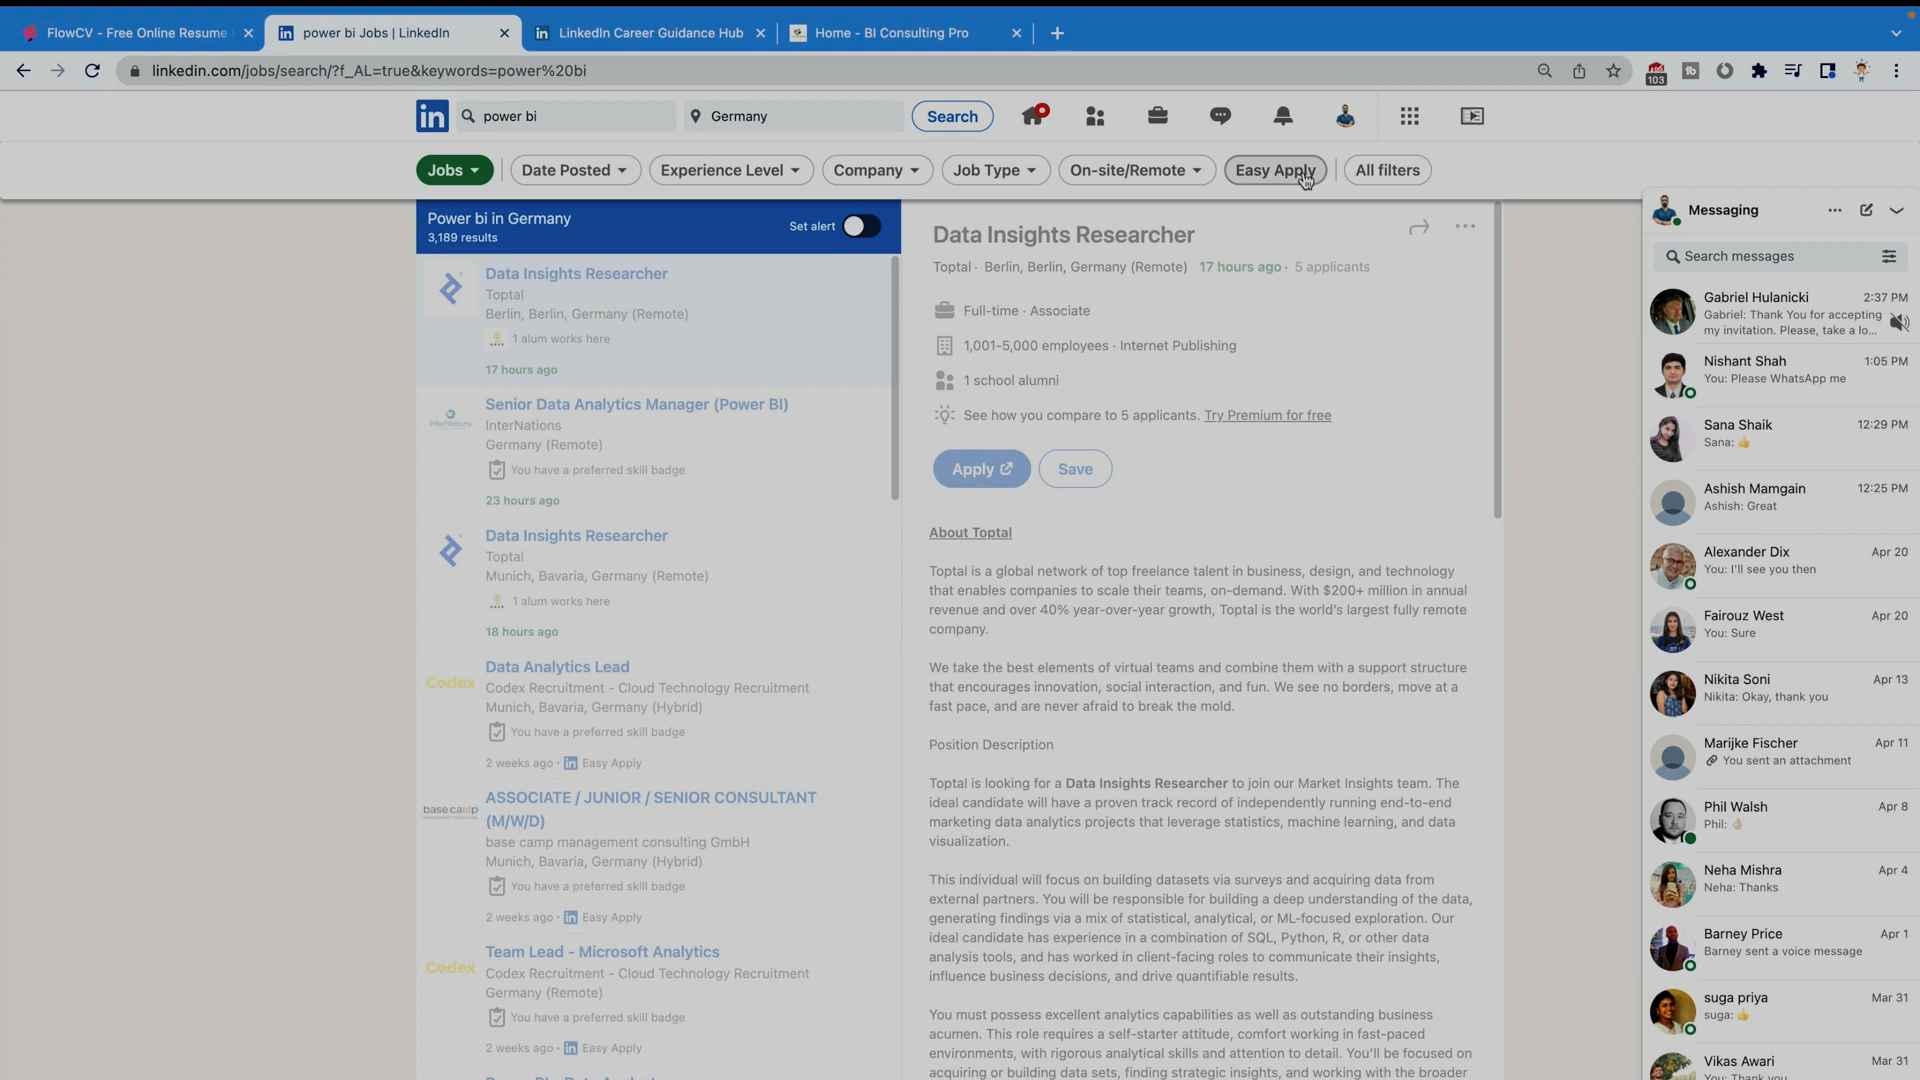 FlowCV - Free Online Resume
power bi Jobs | LinkedIn
LinkedIn Career Guidance Hub
Home - BI Consulting Pro
linkedin.com/jobs/search/?f_AL=true&keywords=power%20bi
103
tb
in
power bi
Germany
Search
Jobs
Date Posted
Experience Level
Company
Job Type
On-site/Remote
Easy Apply
All filters
Power bi in Germany
3,189 results
Set alert
Data Insights Researcher
Toptal
Berlin, Berlin, Germany (Remote)
1 alum works here
17 hours ago
Senior Data Analytics Manager (Power BI)
InterNations
InterNations
Germany (Remote)
You have a preferred skill badge
23 hours ago
Data Insights Researcher
Toptal
Munich, Bavaria, Germany (Remote)
1 alum works here
18 hours ago
Data Analytics Lead
Codex
Codex Recruitment - Cloud Technology Recruitment
Munich, Bavaria, Germany (Hybrid)
You have a preferred skill badge
2 weeks ago · in Easy Apply
ASSOCIATE / JUNIOR / SENIOR CONSULTANT
(M/W/D)
base camp
base camp management consulting GmbH
Munich, Bavaria, Germany (Hybrid)
You have a preferred skill badge
2 weeks ago · in Easy Apply
Team Lead - Microsoft Analytics
Codex
Codex Recruitment - Cloud Technology Recruitment
Germany (Remote)
You have a preferred skill badge
2 weeks ago · in Easy Apply
Data Insights Researcher
Toptal · Berlin, Berlin, Germany (Remote) 17 hours ago · 5 applicants
Full-time · Associate
1,001-5,000 employees · Internet Publishing
1 school alumni
See how you compare to 5 applicants. Try Premium for free
Apply
Save
About Toptal
Toptal is a global network of top freelance talent in business, design, and technology
that enables companies to scale their teams, on-demand. With $200+ million in annual
revenue and over 40% year-over-year growth, Toptal is the world's largest fully remote
company.
We take the best elements of virtual teams and combine them with a support structure
that encourages innovation, social interaction, and fun. We see no borders, move at a
fast pace, and are never afraid to break the mold.
Position Description
Toptal is looking for a Data Insights Researcher to join our Market Insights team. The
ideal candidate will have a proven track record of independently running end-to-end
marketing data analytics projects that leverage statistics, machine learning, and data
visualization.
This individual will focus on building datasets via surveys and acquiring data from
external partners. You will be responsible for building a deep understanding of the data,
generating findings via a mix of statistical, analytical, or ML-focused exploration. Our
ideal candidate has experience in a combination of SQL, Python, R, or other data
analysis tools, and has worked in client-facing roles to communicate their insights,
influence business decisions, and drive quantifiable results.
You must possess excellent analytics capabilities as well as outstanding business
acumen. This role requires a self-starter attitude, comfort working in fast-paced
environments, with rigorous analytical skills and attention to detail. You'll be focused on
acquiring or building data sets, finding strategic insights, and working with the broader
Messaging
Search messages
Gabriel Hulanicki 2:37 PM
Gabriel: Thank You for accepting
my invitation. Please, take a lo...
Nishant Shah 1:05 PM
You: Please WhatsApp me
Sana Shaik 12:29 PM
Sana: 👍
Ashish Mamgain 12:25 PM
Ashish: Great
Alexander Dix Apr 20
You: I'll see you then
Fairouz West Apr 20
You: Sure
Nikita Soni Apr 13
Nikita: Okay, thank you
Marijke Fischer Apr 11
You sent an attachment
Phil Walsh Apr 8
Phil: 👌
Neha Mishra Apr 4
Neha: Thanks
Barney Price Apr 1
Barney sent a voice message
suga priya Mar 31
suga: 👍
Vikas Awari Mar 31
You: Thank you